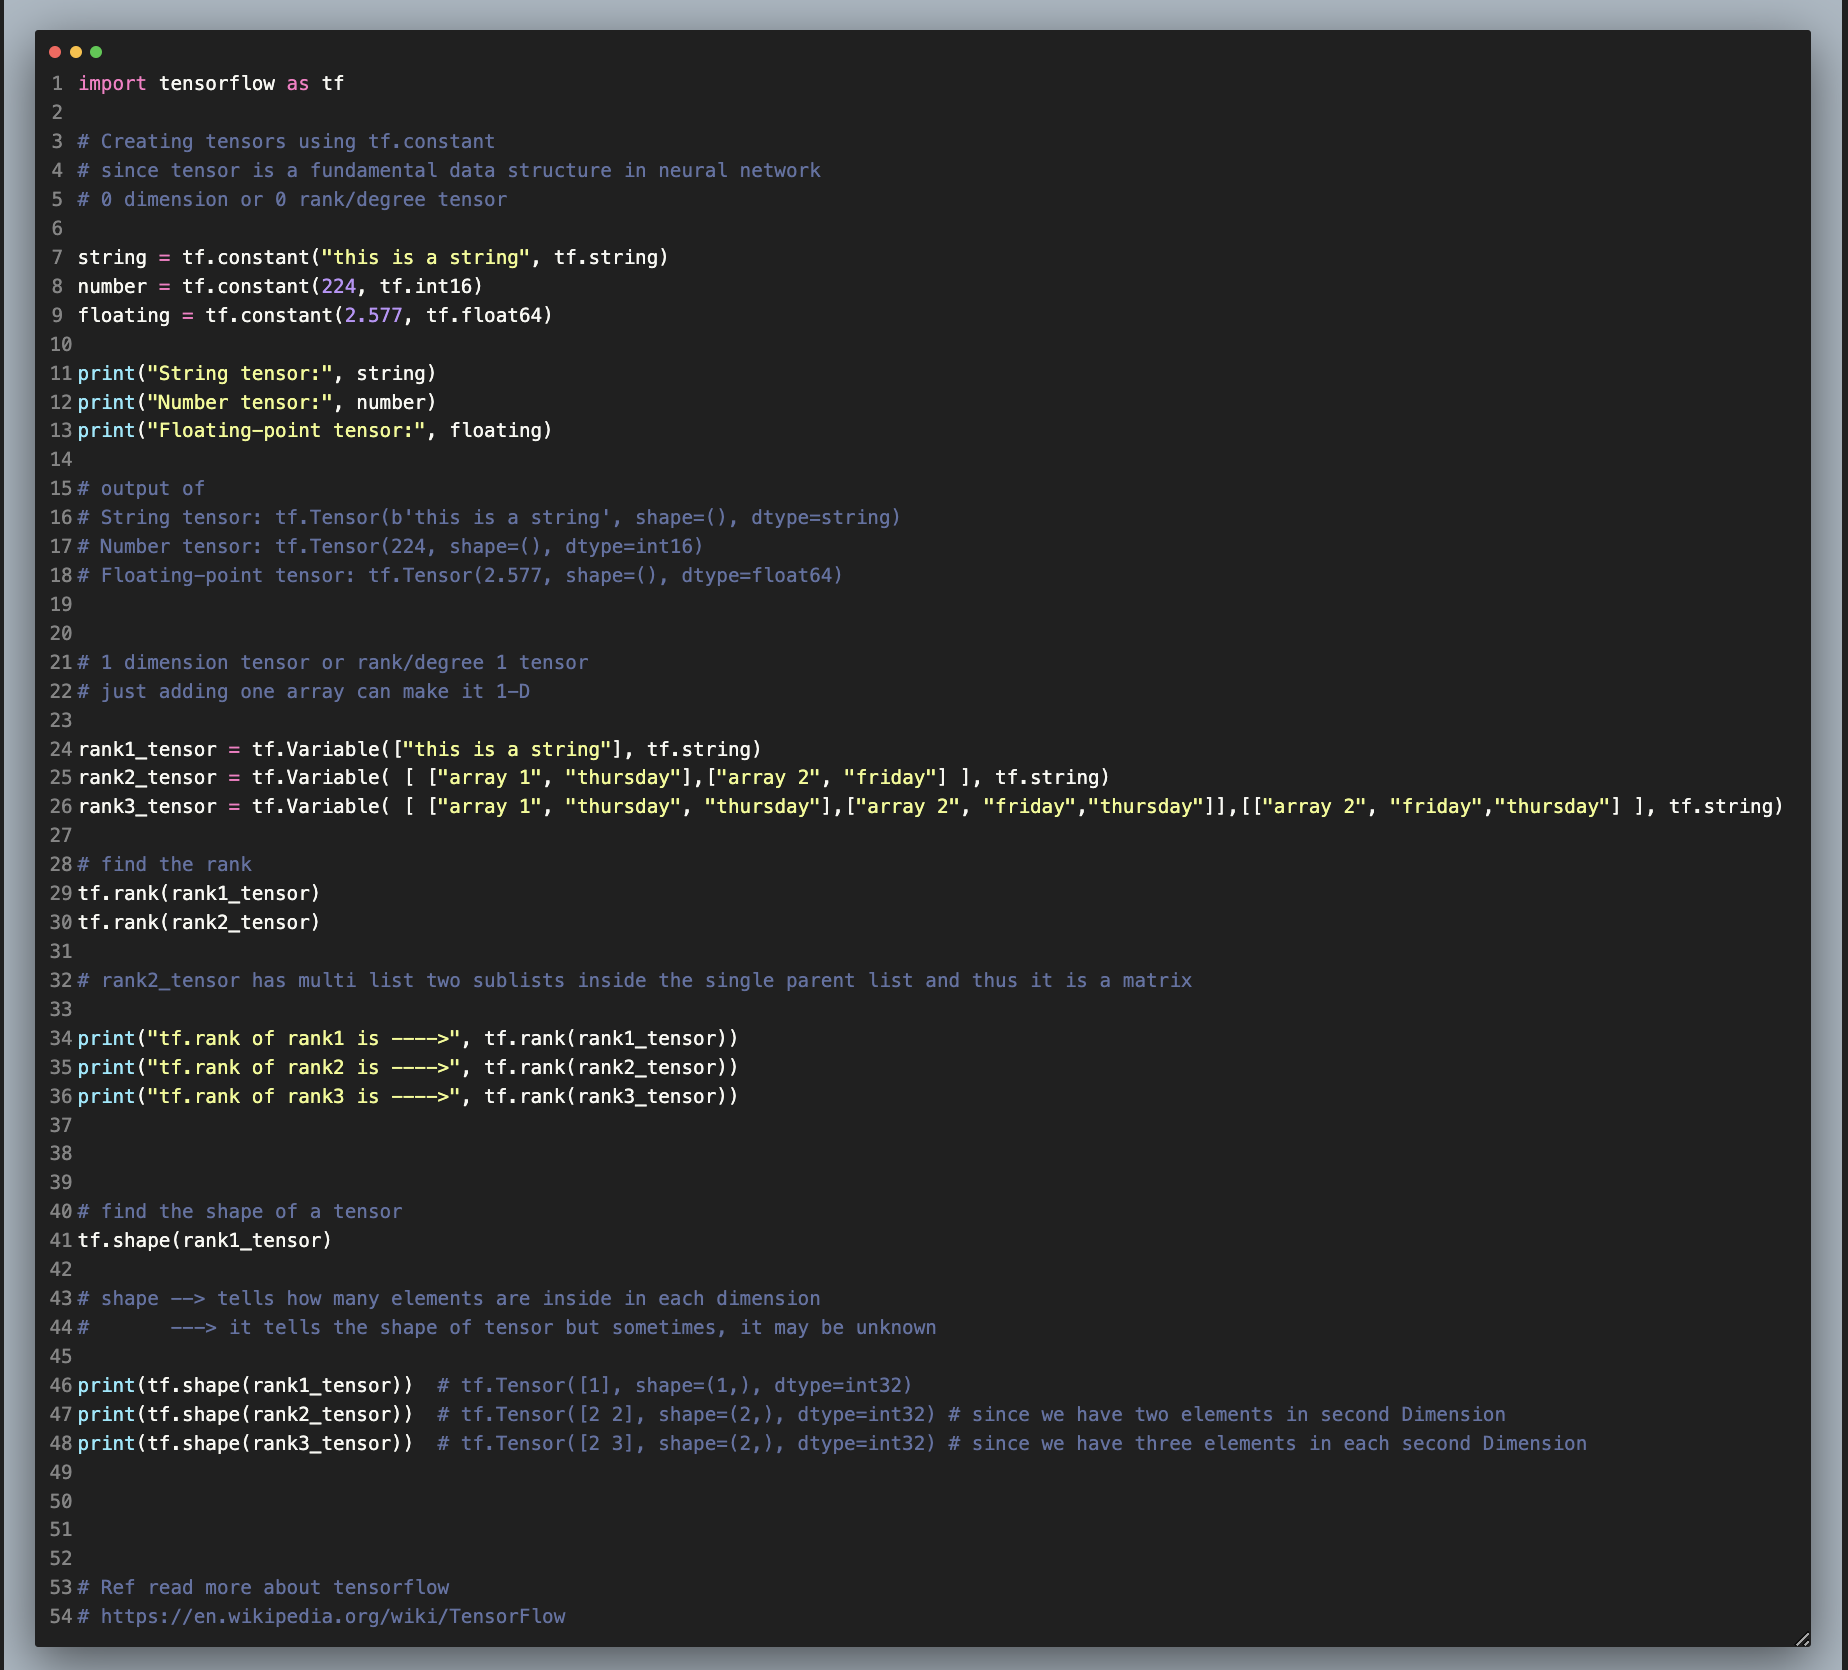 1 import tensorflow as tf
2
3 # Creating tensors using tf.constant
4 # since tensor is a fundamental data structure in neural network
5 # 0 dimension or 0 rank/degree tensor
6
7 string = tf.constant("this is a string", tf.string)
8 number = tf.constant(224, tf.int16)
9 floating = tf.constant(2.577, tf.float64)
10
11 print("String tensor:", string)
12 print("Number tensor:", number)
13 print("Floating-point tensor:", floating)
14
15 # output of
16 # String tensor: tf.Tensor(b'this is a string', shape=(), dtype=string)
17 # Number tensor: tf.Tensor(224, shape=(), dtype=int16)
18 # Floating-point tensor: tf.Tensor(2.577, shape=(), dtype=float64)
19
20
21 # 1 dimension tensor or rank/degree 1 tensor
22 # just adding one array can make it 1-D
23
24 rank1_tensor = tf.Variable(["this is a string"], tf.string)
25 rank2_tensor = tf.Variable( [ ["array 1", "thursday"],["array 2", "friday"] ], tf.string)
26 rank3_tensor = tf.Variable( [ ["array 1", "thursday", "thursday"],["array 2", "friday","thursday"]],[["array 2", "friday","thursday"] ], tf.string)
27
28 # find the rank
29 tf.rank(rank1_tensor)
30 tf.rank(rank2_tensor)
31
32 # rank2_tensor has multi list two sublists inside the single parent list and thus it is a matrix
33
34 print("tf.rank of rank1 is ---->", tf.rank(rank1_tensor))
35 print("tf.rank of rank2 is ---->", tf.rank(rank2_tensor))
36 print("tf.rank of rank3 is ---->", tf.rank(rank3_tensor))
37
38
39
40 # find the shape of a tensor
41 tf.shape(rank1_tensor)
42
43 # shape --> tells how many elements are inside in each dimension
44 #       ---> it tells the shape of tensor but sometimes, it may be unknown
45
46 print(tf.shape(rank1_tensor))  # tf.Tensor([1], shape=(1,), dtype=int32)
47 print(tf.shape(rank2_tensor))  # tf.Tensor([2 2], shape=(2,), dtype=int32) # since we have two elements in second Dimension
48 print(tf.shape(rank3_tensor))  # tf.Tensor([2 3], shape=(2,), dtype=int32) # since we have three elements in each second Dimension
49
50
51
52
53 # Ref read more about tensorflow
54 # https://en.wikipedia.org/wiki/TensorFlow